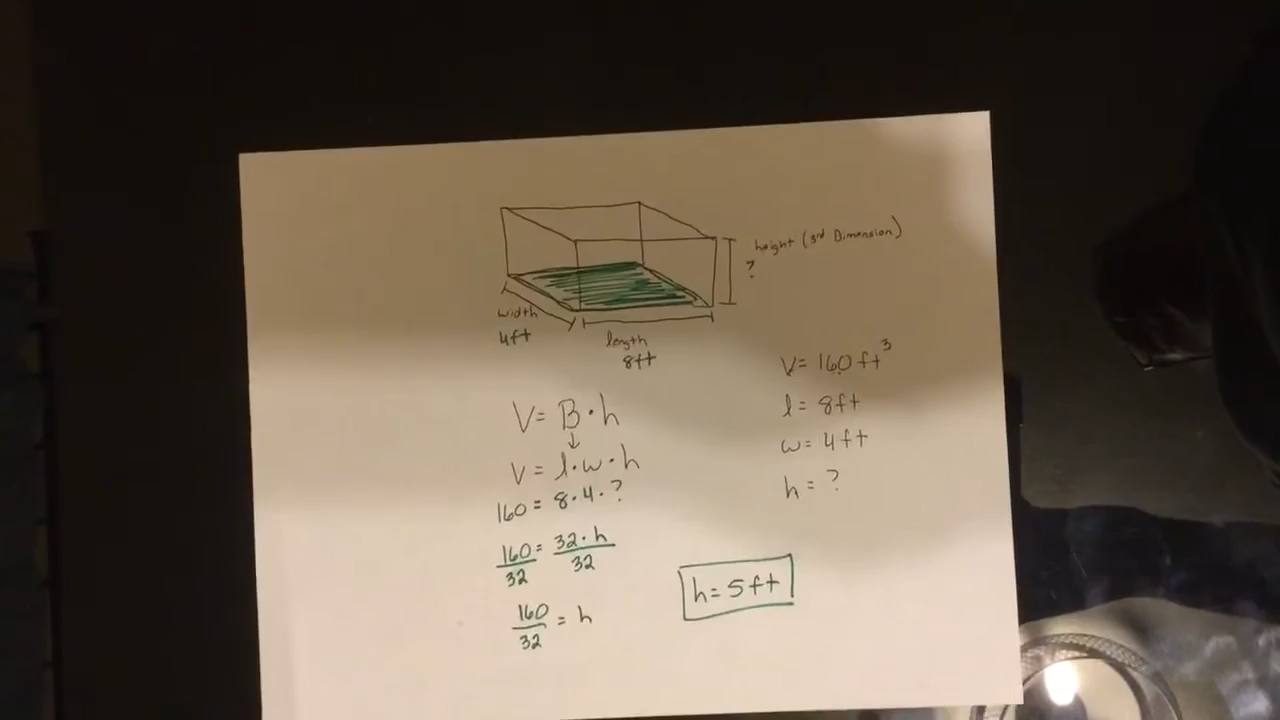 height (3rd Dimension)
?
width
4ft
length
8ft
V = 160 ft³
l = 8ft
w = 4ft
h = ?
V = B · h
↓
V = l · w · h
160 = 8 · 4 · ?
160/32 = 32 · h/32
160/32 = h
h = 5ft